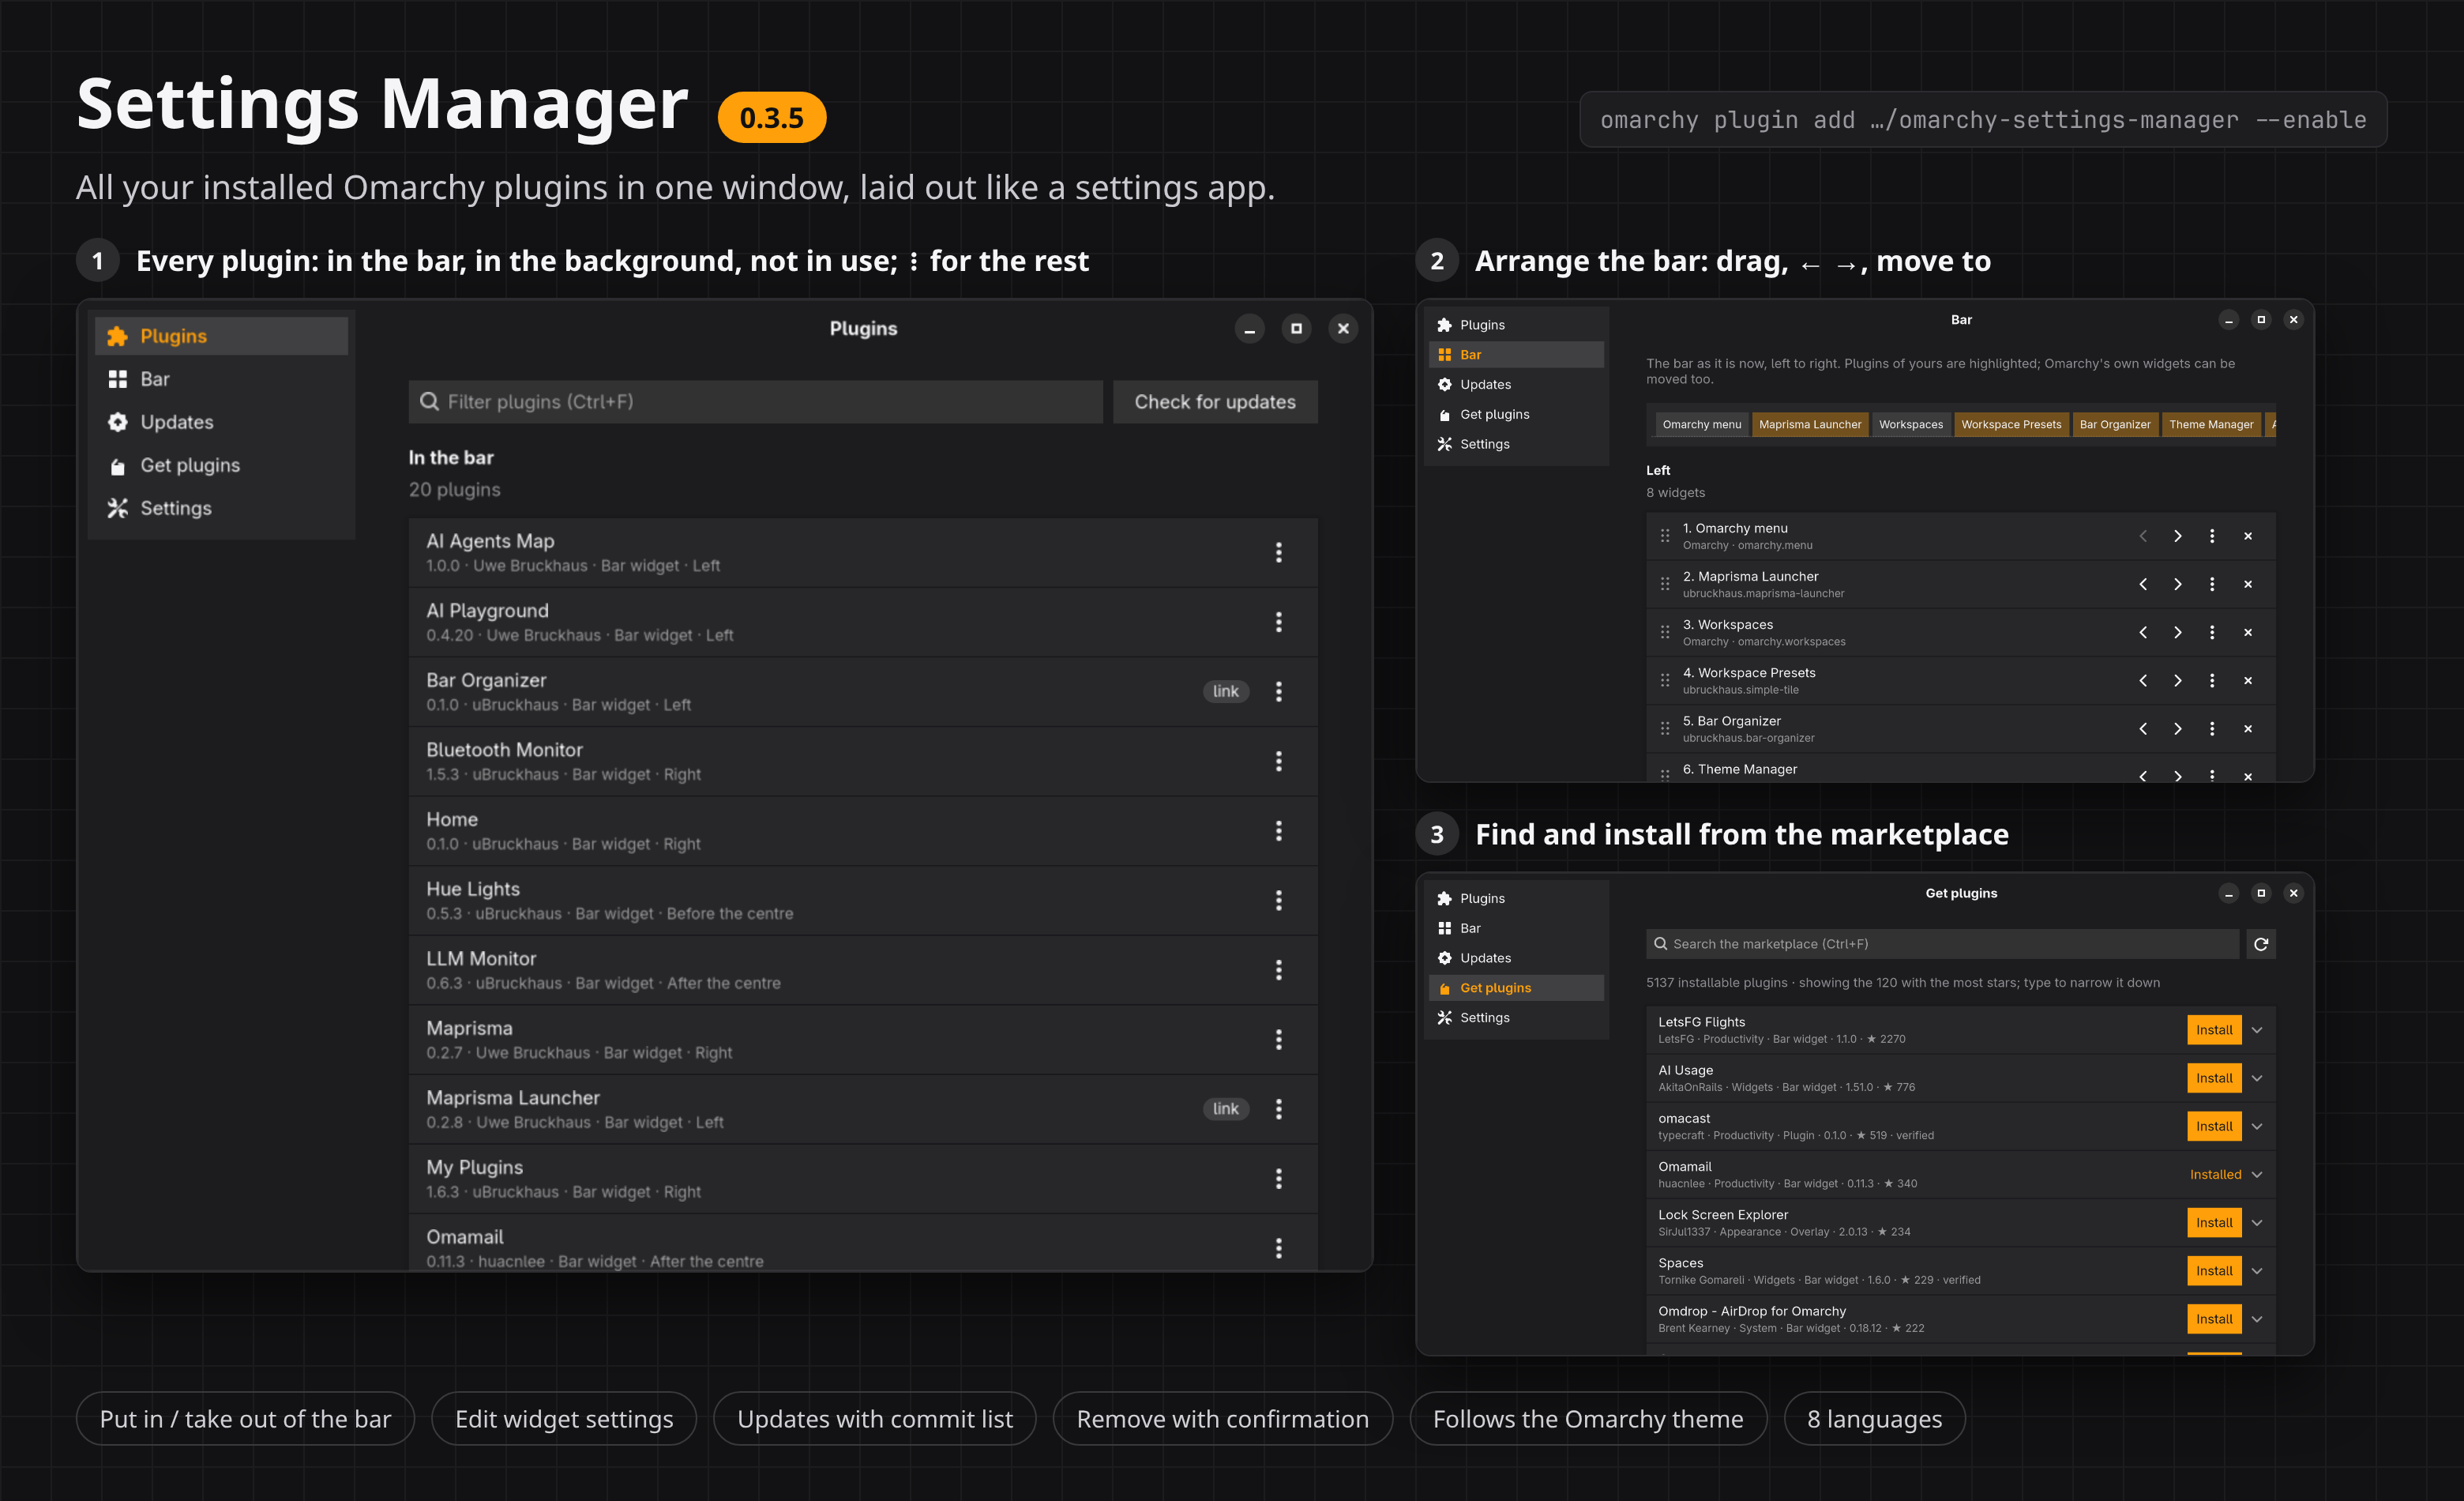 Settings Manager 0.3.5
omarchy plugin add …/omarchy-settings-manager --enable
All your installed Omarchy plugins in one window, laid out like a settings app.
1 Every plugin: in the bar, in the background, not in use; ⋮ for the rest
Plugins
Bar
Updates
Get plugins
Settings
Plugins
Filter plugins (Ctrl+F)
Check for updates
In the bar
20 plugins
AI Agents Map
1.0.0 · Uwe Bruckhaus · Bar widget · Left
AI Playground
0.4.20 · Uwe Bruckhaus · Bar widget · Left
Bar Organizer
0.1.0 · uBruckhaus · Bar widget · Left
link
Bluetooth Monitor
1.5.3 · uBruckhaus · Bar widget · Right
Home
0.1.0 · uBruckhaus · Bar widget · Right
Hue Lights
0.5.3 · uBruckhaus · Bar widget · Before the centre
LLM Monitor
0.6.3 · uBruckhaus · Bar widget · After the centre
Maprisma
0.2.7 · Uwe Bruckhaus · Bar widget · Right
Maprisma Launcher
0.2.8 · Uwe Bruckhaus · Bar widget · Left
link
My Plugins
1.6.3 · uBruckhaus · Bar widget · Right
Omamail
0.11.3 · huacnlee · Bar widget · After the centre
2 Arrange the bar: drag, ← →, move to
Plugins
Bar
Updates
Get plugins
Settings
Bar
The bar as it is now, left to right. Plugins of yours are highlighted; Omarchy's own widgets can be
moved too.
Omarchy menu Maprisma Launcher Workspaces Workspace Presets Bar Organizer Theme Manager
Left
8 widgets
1. Omarchy menu
Omarchy · omarchy.menu
2. Maprisma Launcher
ubruckhaus.maprisma-launcher
3. Workspaces
Omarchy · omarchy.workspaces
4. Workspace Presets
ubruckhaus.simple-tile
5. Bar Organizer
ubruckhaus.bar-organizer
6. Theme Manager
3 Find and install from the marketplace
Plugins
Bar
Updates
Get plugins
Settings
Get plugins
Search the marketplace (Ctrl+F)
5137 installable plugins · showing the 120 with the most stars; type to narrow it down
LetsFG Flights
LetsFG · Productivity · Bar widget · 1.1.0 · ★ 2270
Install
AI Usage
AkitaOnRails · Widgets · Bar widget · 1.51.0 · ★ 776
Install
omacast
typecraft · Productivity · Plugin · 0.1.0 · ★ 519 · verified
Install
Omamail
huacnlee · Productivity · Bar widget · 0.11.3 · ★ 340
Installed
Lock Screen Explorer
SirJul1337 · Appearance · Overlay · 2.0.13 · ★ 234
Install
Spaces
Tornike Gomareli · Widgets · Bar widget · 1.6.0 · ★ 229 · verified
Install
Omdrop - AirDrop for Omarchy
Brent Kearney · System · Bar widget · 0.18.12 · ★ 222
Install
Put in / take out of the bar
Edit widget settings
Updates with commit list
Remove with confirmation
Follows the Omarchy theme
8 languages